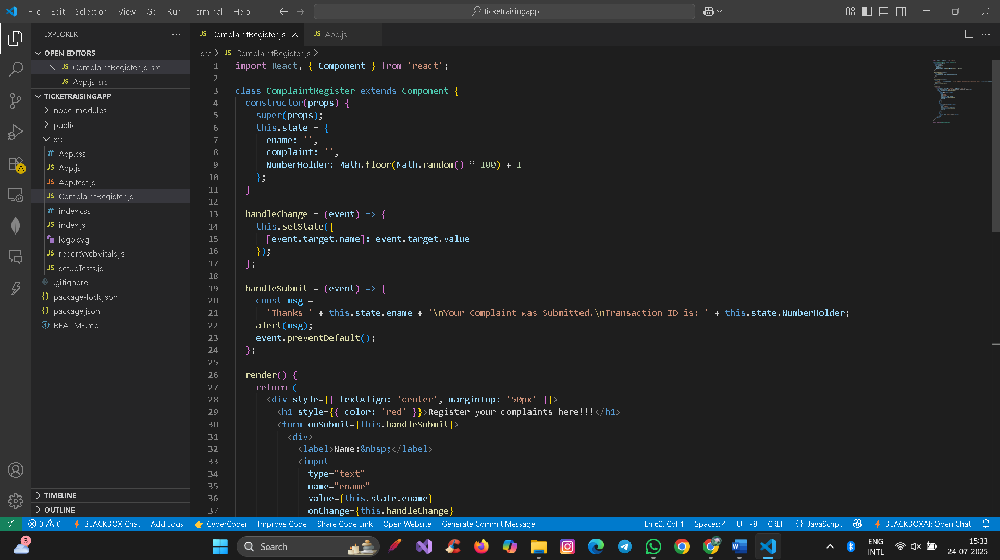 File Edit Selection View Go Run Terminal Help
ticketraisingapp
EXPLORER
OPEN EDITORS
JS ComplaintRegister.js src
JS App.js src
TICKETRAISINGAPP
node_modules
public
src
# App.css
JS App.js
JS App.test.js
JS ComplaintRegister.js
# index.css
JS index.js
logo.svg
JS reportWebVitals.js
JS setupTests.js
.gitignore
{} package-lock.json
{} package.json
README.md
TIMELINE
OUTLINE
JS ComplaintRegister.js
JS App.js
src > JS ComplaintRegister.js > ...
1 import React, { Component } from 'react';
2
3 class ComplaintRegister extends Component {
4 constructor(props) {
5 super(props);
6 this.state = {
7 ename: '',
8 complaint: '',
9 NumberHolder: Math.floor(Math.random() * 100) + 1
10 };
11 }
12
13 handleChange = (event) => {
14 this.setState({
15 [event.target.name]: event.target.value
16 });
17 };
18
19 handleSubmit = (event) => {
20 const msg =
21 'Thanks ' + this.state.ename + '\nYour Complaint was Submitted.\nTransaction ID is: ' + this.state.NumberHolder;
22 alert(msg);
23 event.preventDefault();
24 };
25
26 render() {
27 return (
28 <div style={{ textAlign: 'center', marginTop: '50px' }}>
29 <h1 style={{ color: 'red' }}>Register your complaints here!!!</h1>
30 <form onSubmit={this.handleSubmit}>
31 <div>
32 <label>Name:&nbsp;</label>
33 <input
34 type="text"
35 name="ename"
36 value={this.state.ename}
37 onChange={this.handleChange}
0 0 BLACKBOX Chat Add Logs CyberCoder Improve Code Share Code Link Open Website Generate Commit Message Ln 62, Col 1 Spaces: 4 UTF-8 CRLF {} JavaScript BLACKBOXAI: Open Chat
3
Search
ENG
INTL
15:33
24-07-2025